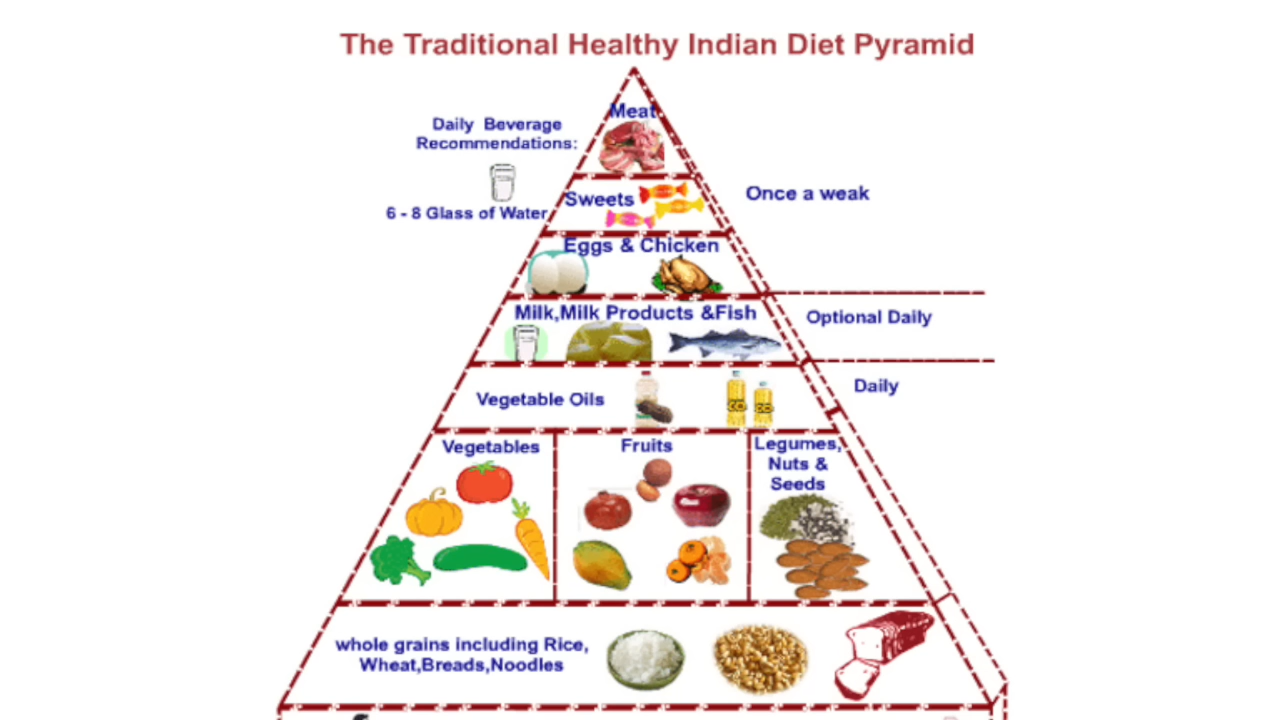 The Traditional Healthy Indian Diet Pyramid
Meat
Daily Beverage
Recommendations:
6 - 8 Glass of Water
Sweets
Once a weak
Eggs & Chicken
Milk,Milk Products &Fish
Optional Daily
Daily
Vegetable Oils
Vegetables
Fruits
Legumes,
Nuts &
Seeds
whole grains including Rice,
Wheat,Breads,Noodles